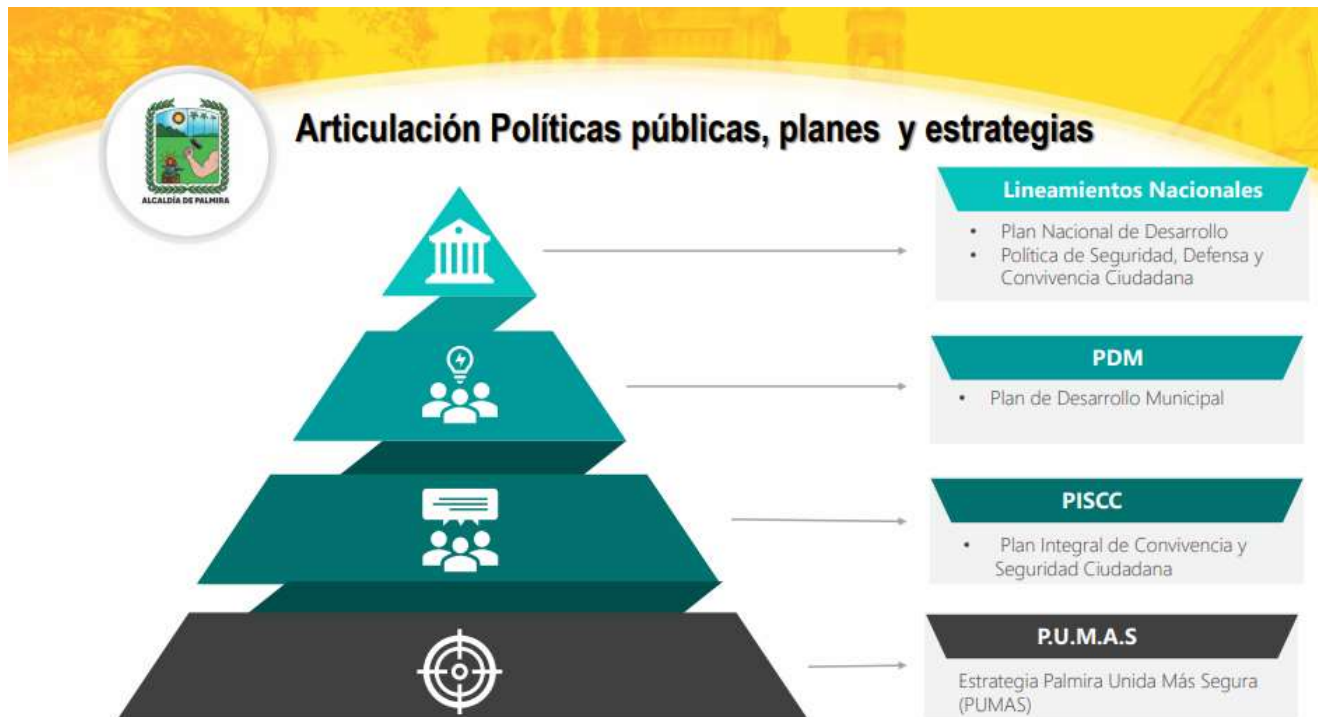 Articulación Políticas públicas, planes y estrategias
ALCALDÍA DE PALMIRA
Lineamientos Nacionales
• Plan Nacional de Desarrollo
• Política de Seguridad, Defensa y
Convivencia Ciudadana
PDM
• Plan de Desarrollo Municipal
PISCC
• Plan Integral de Convivencia y
Seguridad Ciudadana
P.U.M.A.S
Estrategia Palmira Unida Más Segura
(PUMAS)